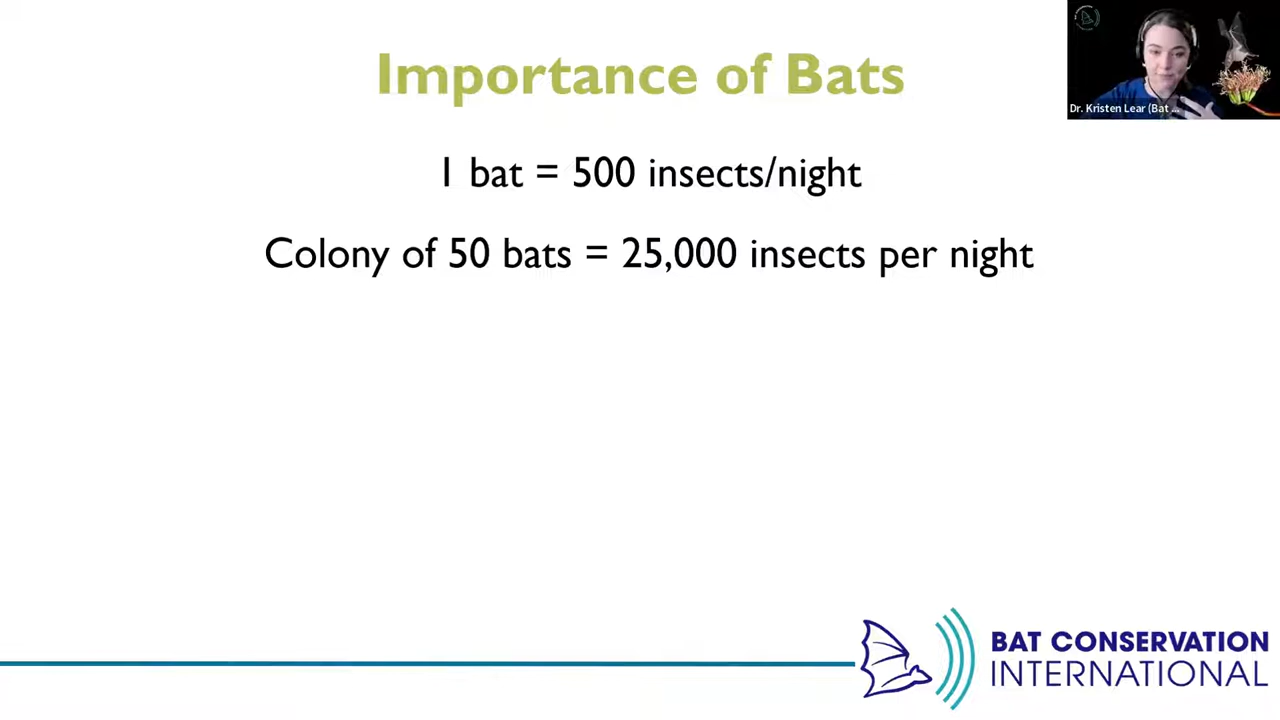 Importance of Bats
Dr. Kristen Lear (Bat ...
1 bat = 500 insects/night
Colony of 50 bats = 25,000 insects per night
BAT CONSERVATION
INTERNATIONAL